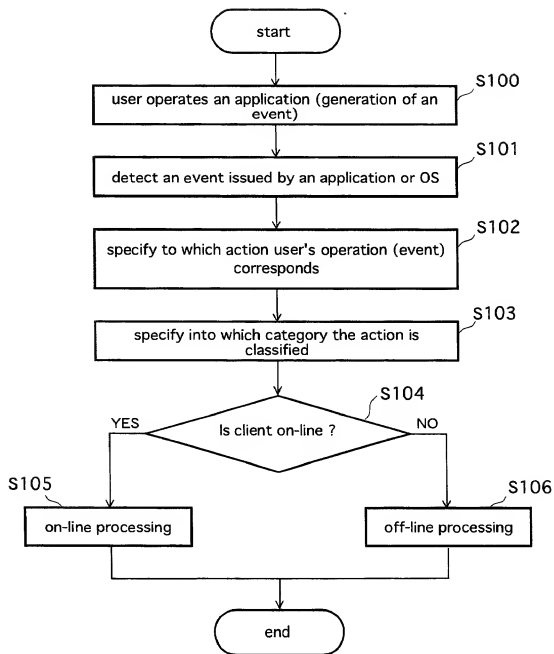 start
S100
user operates an application (generation of an
event)
S101
detect an event issued by an application or OS
S102
specify to which action user's operation (event)
corresponds
S103
specify into which category the action is
classified
S104
Is client on-line ?
YES
NO
S105
on-line processing
S106
off-line processing
end